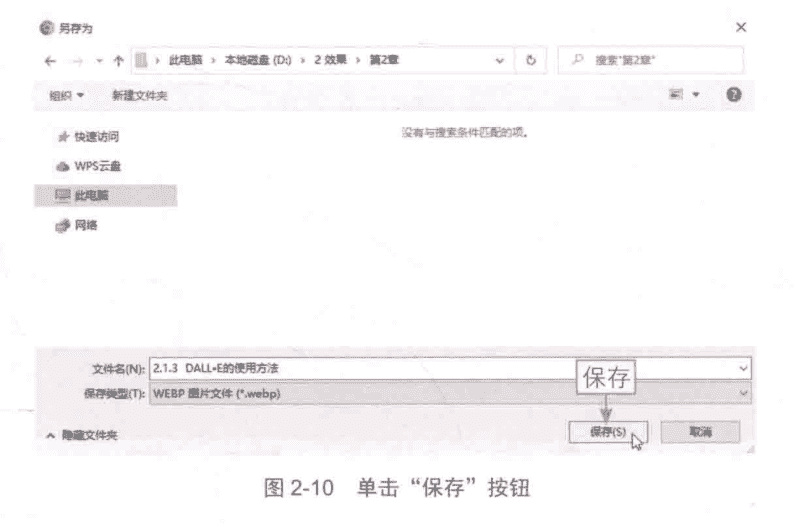 另存为
此电脑 › 本地磁盘 (D:) › 2 效果 › 第2章
搜索"第2章"
组织 新建文件夹
快速访问
没有与搜索条件匹配的项。
WPS云盘
此电脑
网络
文件名(N): 2.1.3 DALL•E的使用方法
保存类型(T): WEBP 图片文件 (*.webp)
保存
隐藏文件夹 保存(S) 取消
图 2-10 单击“保存”按钮